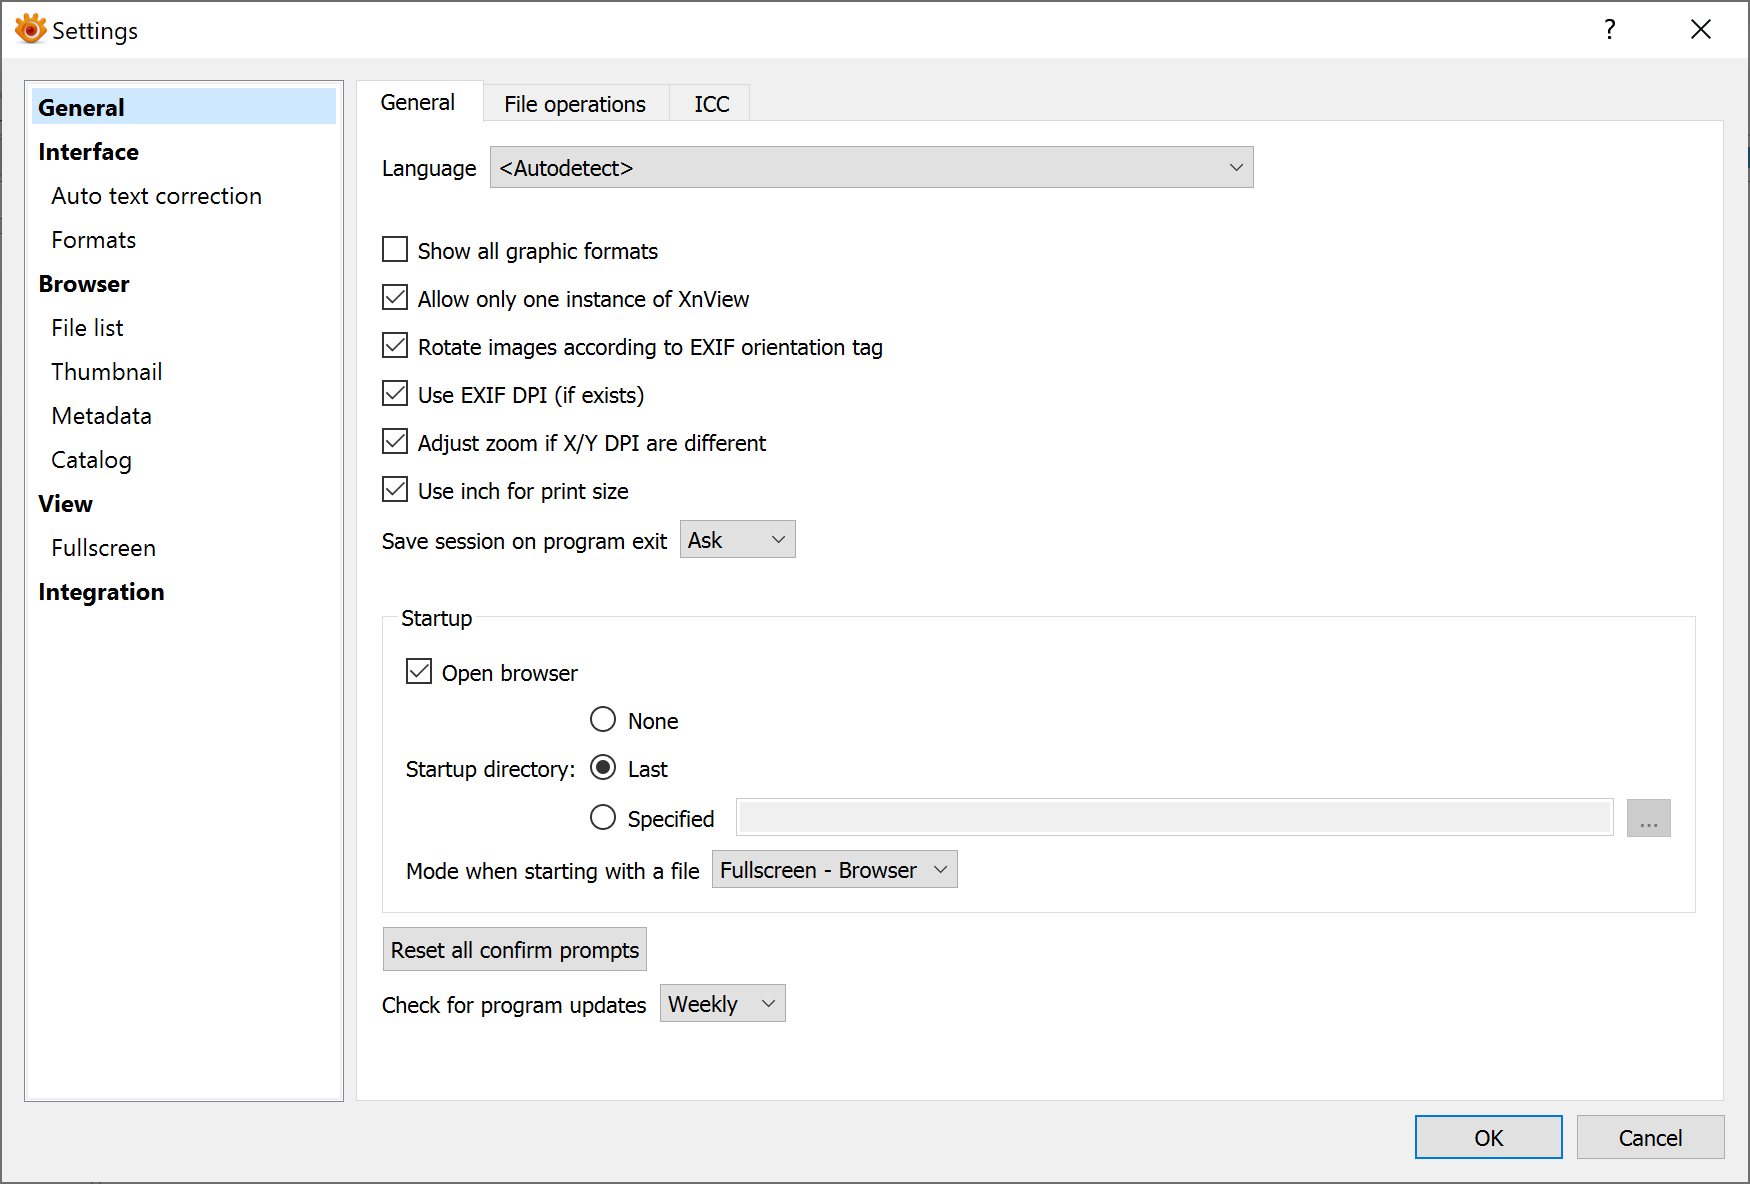 Settings
?
General
Interface
Auto text correction
Formats
Browser
File list
Thumbnail
Metadata
Catalog
View
Fullscreen
Integration
General File operations ICC
Language <Autodetect>
Show all graphic formats
Allow only one instance of XnView
Rotate images according to EXIF orientation tag
Use EXIF DPI (if exists)
Adjust zoom if X/Y DPI are different
Use inch for print size
Save session on program exit Ask
Startup
Open browser
None
Startup directory: Last
Specified ...
Mode when starting with a file Fullscreen - Browser
Reset all confirm prompts
Check for program updates Weekly
OK Cancel